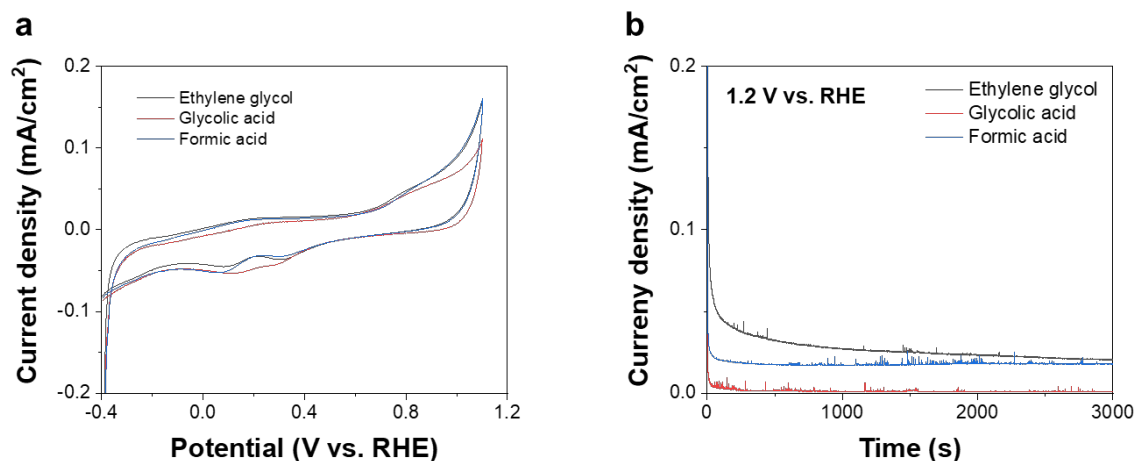 a
Current density (mA/cm²)
0.2
0.1
0.0
-0.1
-0.2
Ethylene glycol
Glycolic acid
Formic acid
-0.4
0.0
0.4
0.8
1.2
Potential (V vs. RHE)
b
Curreny density (mA/cm²)
0.2
0.1
0.0
1.2 V vs. RHE
Ethylene glycol
Glycolic acid
Formic acid
0
1000
2000
3000
Time (s)